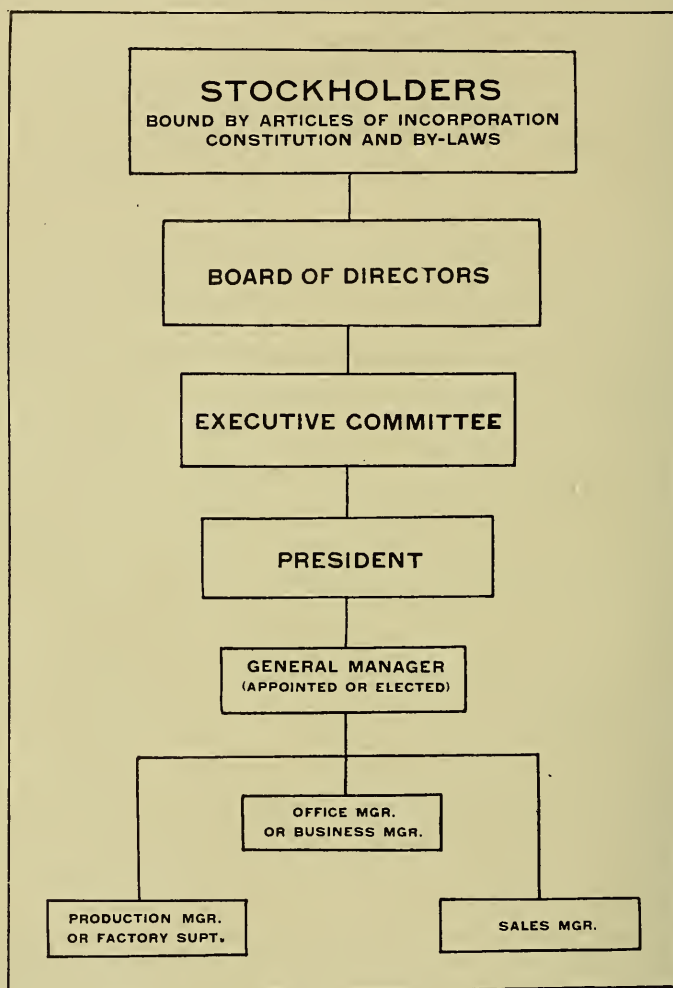 STOCKHOLDERS
BOUND BY ARTICLES OF INCORPORATION
CONSTITUTION AND BY-LAWS
BOARD OF DIRECTORS
EXECUTIVE COMMITTEE
PRESIDENT
GENERAL MANAGER
(APPOINTED OR ELECTED)
OFFICE MGR.
OR BUSINESS MGR.
PRODUCTION MGR.
OR FACTORY SUPT.
SALES MGR.